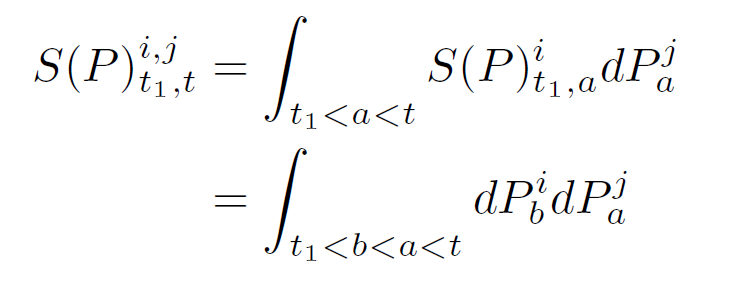 S(P)^{i,j}_{t_1,t} = \int_{t_1<a<t} S(P)^{i}_{t_1,a} dP^{j}_{a}
= \int_{t_1<b<a<t} dP^{i}_{b} dP^{j}_{a}